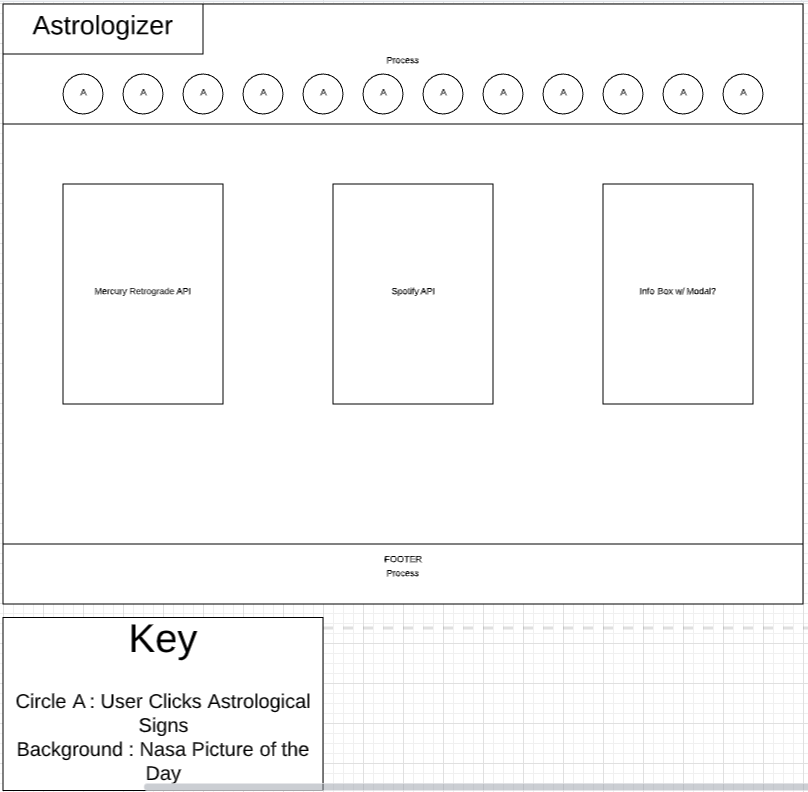 Astrologizer
Process
A A A A A A A A A A A A
Mercury Retrograde API
Spotify API
Info Box w/ Modal?
FOOTER
Process
Key
Circle A : User Clicks Astrological
Signs
Background : Nasa Picture of the
Day